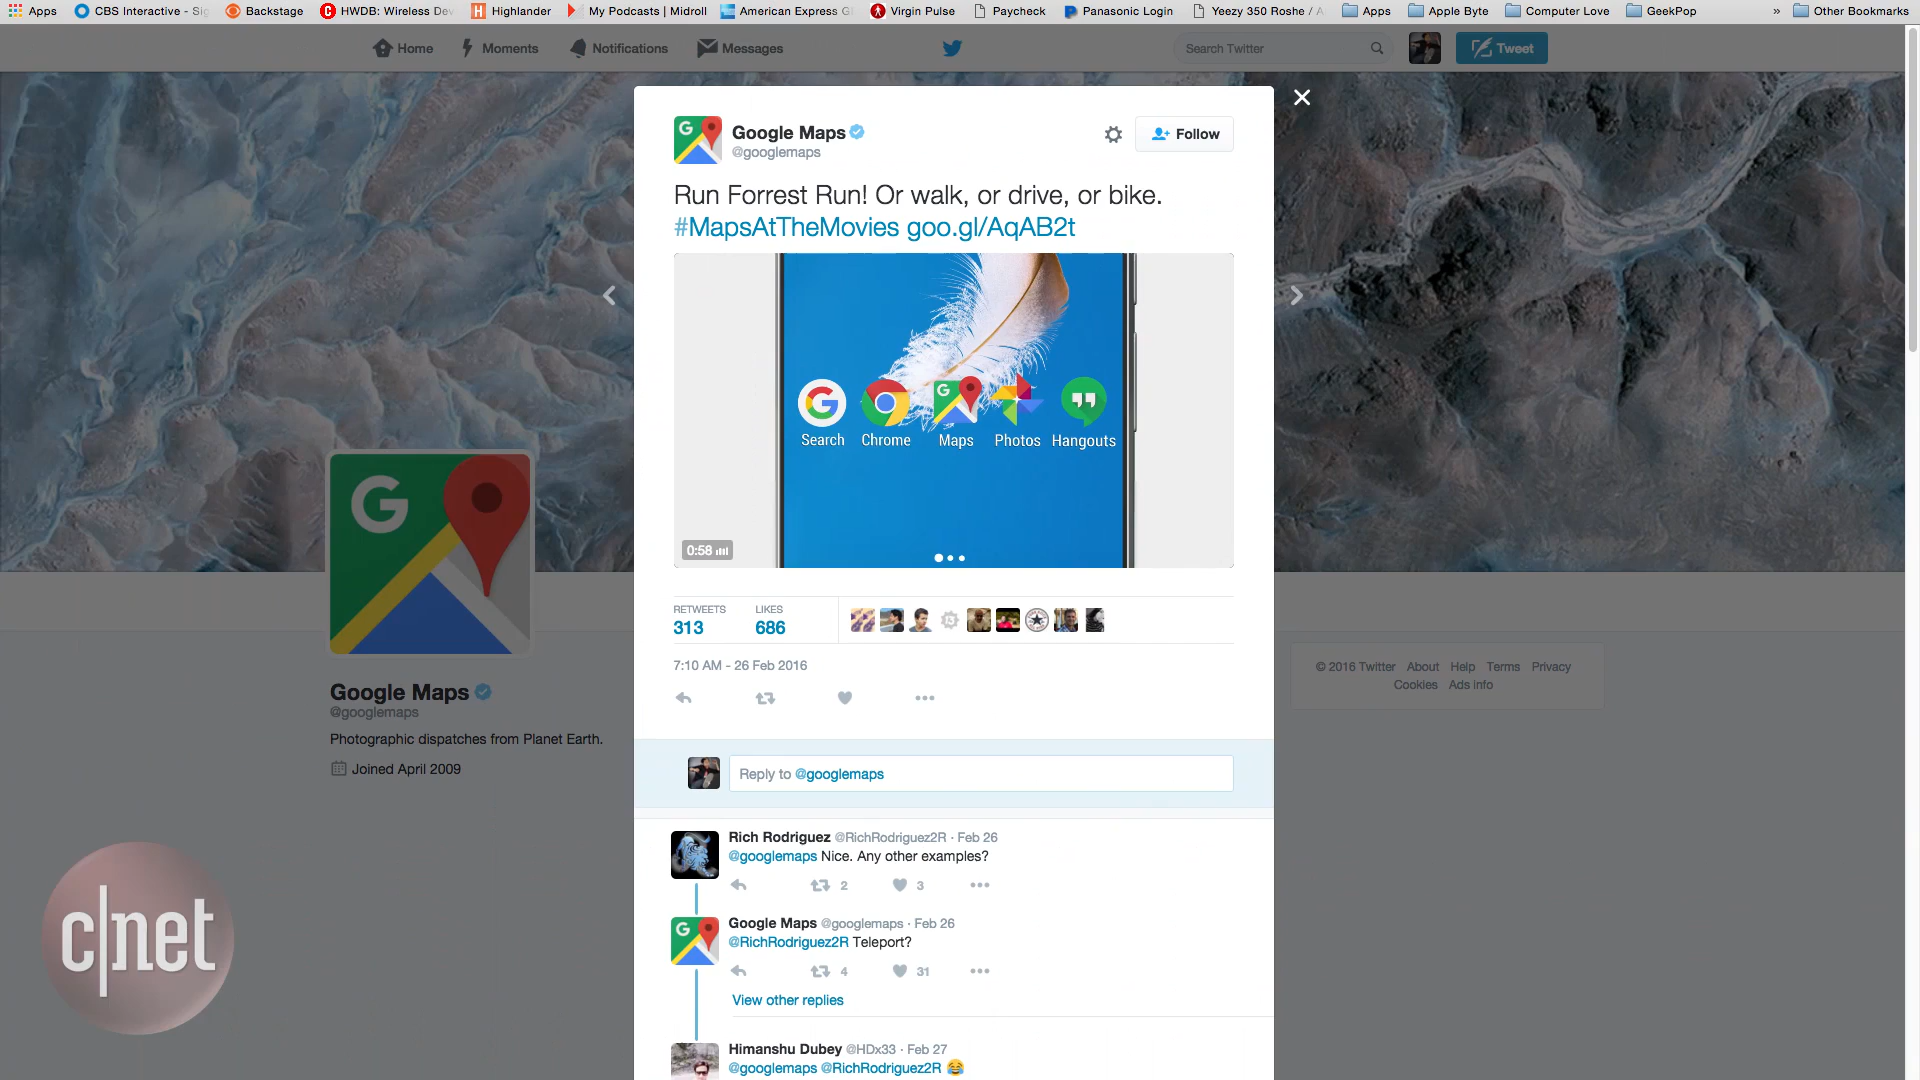 Apps
CBS Interactive - Sig
Backstage
HWDB: Wireless Dev
Highlander
My Podcasts | Midroll
American Express G
Virgin Pulse
Paycheck
Panasonic Login
Yeezy 350 Roshe / A
Apps
Apple Byte
Computer Love
GeekPop
»
Other Bookmarks
Home
Moments
Notifications
Messages
Search Twitter
Tweet
Google Maps
@googlemaps
Follow
Run Forrest Run! Or walk, or drive, or bike.
#MapsAtTheMovies goo.gl/AqAB2t
Search
Chrome
Maps
Photos
Hangouts
0:58
RETWEETS
313
LIKES
686
7:10 AM - 26 Feb 2016
Reply to @googlemaps
Rich Rodriguez @RichRodriguez2R · Feb 26
@googlemaps Nice. Any other examples?
2
3
Google Maps @googlemaps · Feb 26
@RichRodriguez2R Teleport?
4
31
View other replies
Himanshu Dubey @HDx33 · Feb 27
@googlemaps @RichRodriguez2R 😂
Google Maps
@googlemaps
Photographic dispatches from Planet Earth.
Joined April 2009
© 2016 Twitter About Help Terms Privacy
Cookies Ads info
c|net